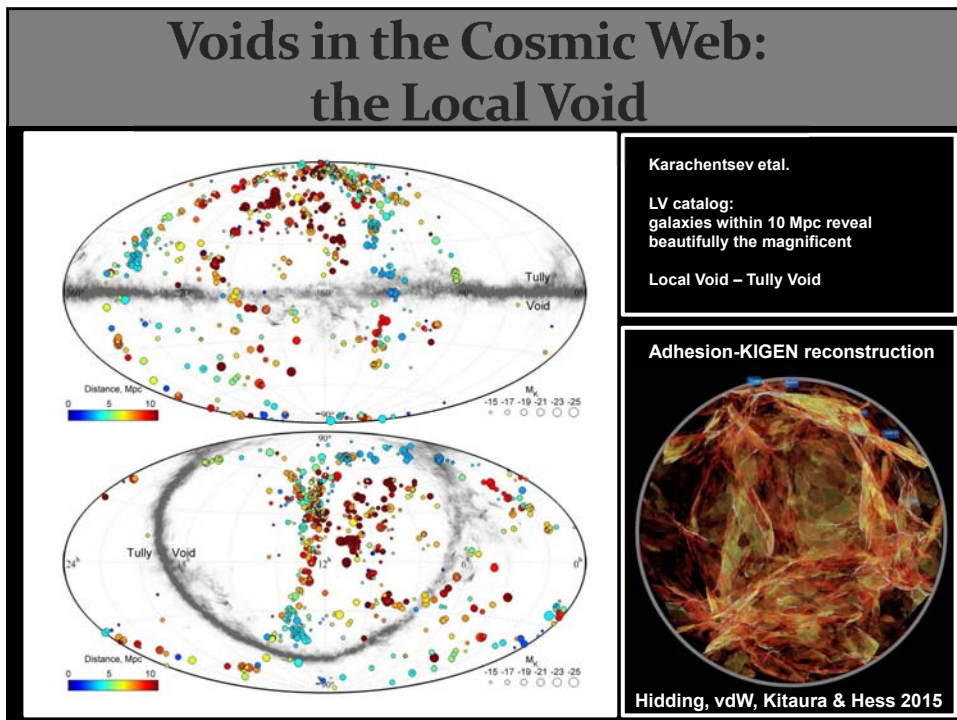 Voids in the Cosmic Web:
the Local Void
Tully
Void
Distance, Mpc
0 5 10
M_K
-15 -17 -19 -21 -23 -25
-90°
90°
Tully Void
24ʰ
12ʰ
6ʰ
0ʰ
Distance, Mpc
0 5 10
M_K
-15 -17 -19 -21 -23 -25
-90°
Karachentsev etal.
LV catalog:
galaxies within 10 Mpc reveal
beautifully the magnificent
Local Void – Tully Void
Adhesion-KIGEN reconstruction
Hidding, vdW, Kitaura & Hess 2015